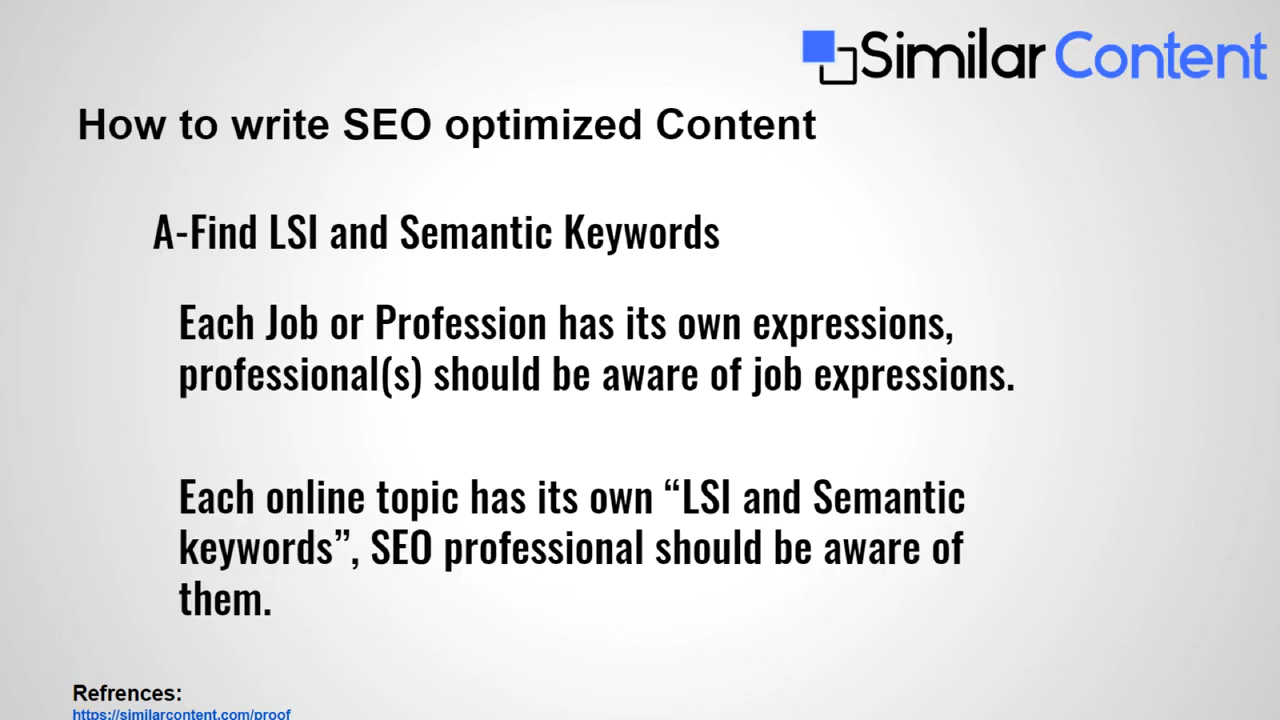 Similar Content
How to write SEO optimized Content
A-Find LSI and Semantic Keywords
Each Job or Profession has its own expressions,
professional(s) should be aware of job expressions.
Each online topic has its own “LSI and Semantic
keywords”, SEO professional should be aware of
them.
Refrences:
https://similarcontent.com/proof